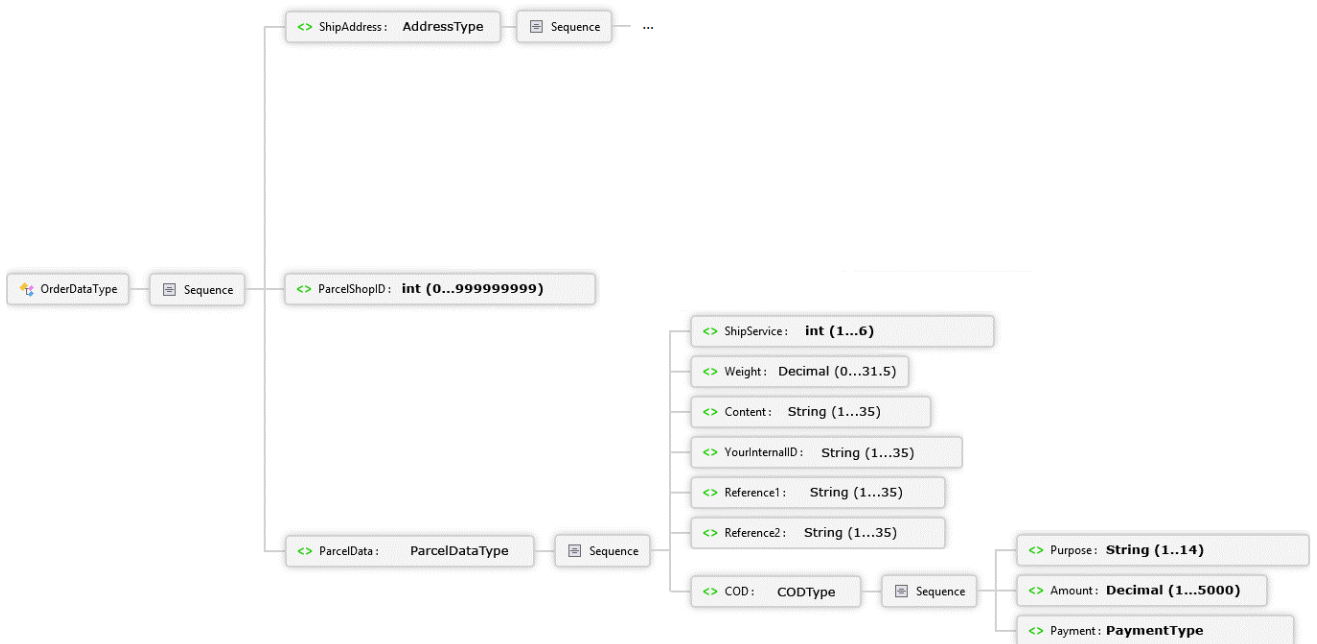 <> ShipAddress : AddressType
Sequence
...
OrderDataType
Sequence
<> ParcelShopID : int (0...999999999)
<> ShipService : int (1...6)
<> Weight : Decimal (0...31.5)
<> Content : String (1...35)
<> YourInternalID : String (1...35)
<> Reference1 : String (1...35)
<> Reference2 : String (1...35)
<> ParcelData : ParcelDataType
Sequence
<> COD : CODType
Sequence
<> Purpose : String (1..14)
<> Amount : Decimal (1...5000)
<> Payment : PaymentType